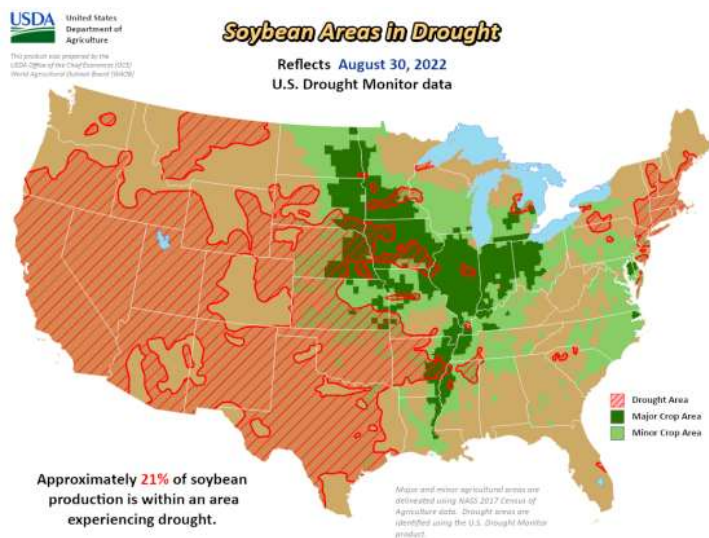 USDA
United States
Department of
Agriculture
This product was prepared by the
USDA Office of the Chief Economist (OCE)
World Agricultural Outlook Board (WAOB)
Soybean Areas in Drought
Reflects August 30, 2022
U.S. Drought Monitor data
Drought Area
Major Crop Area
Minor Crop Area
Approximately 21% of soybean
production is within an area
experiencing drought.
Major and minor agricultural areas are
delineated using NASS 2017 Census of
Agriculture data. Drought areas are
identified using the U.S. Drought Monitor
product.